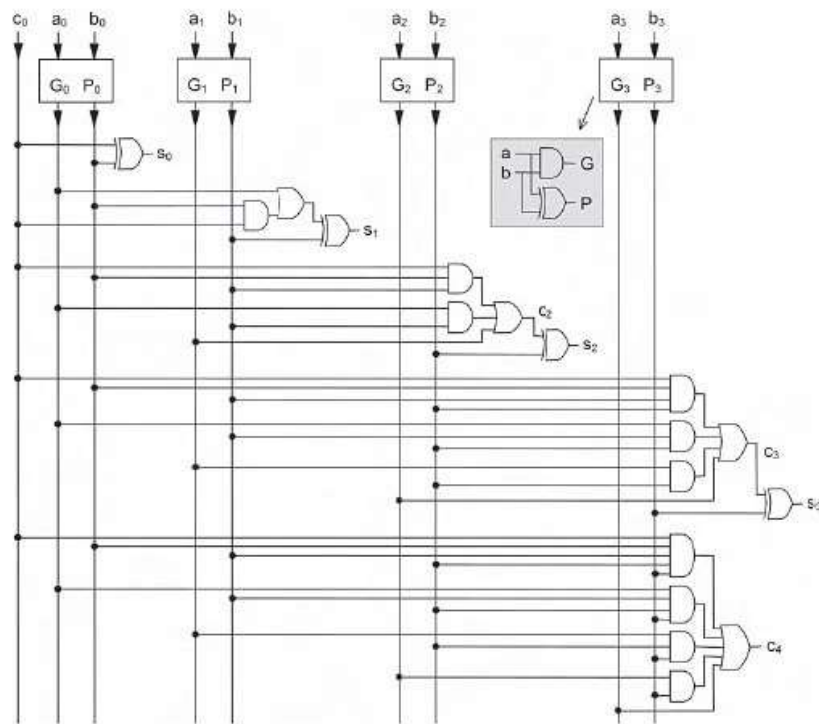 c₀ a₀ b₀ a₁ b₁ a₂ b₂ a₃ b₃
G₀ P₀ G₁ P₁ G₂ P₂ G₃ P₃
a G
b
P
s₀
s₁
c₂
s₂
c₃
s₃
c₄